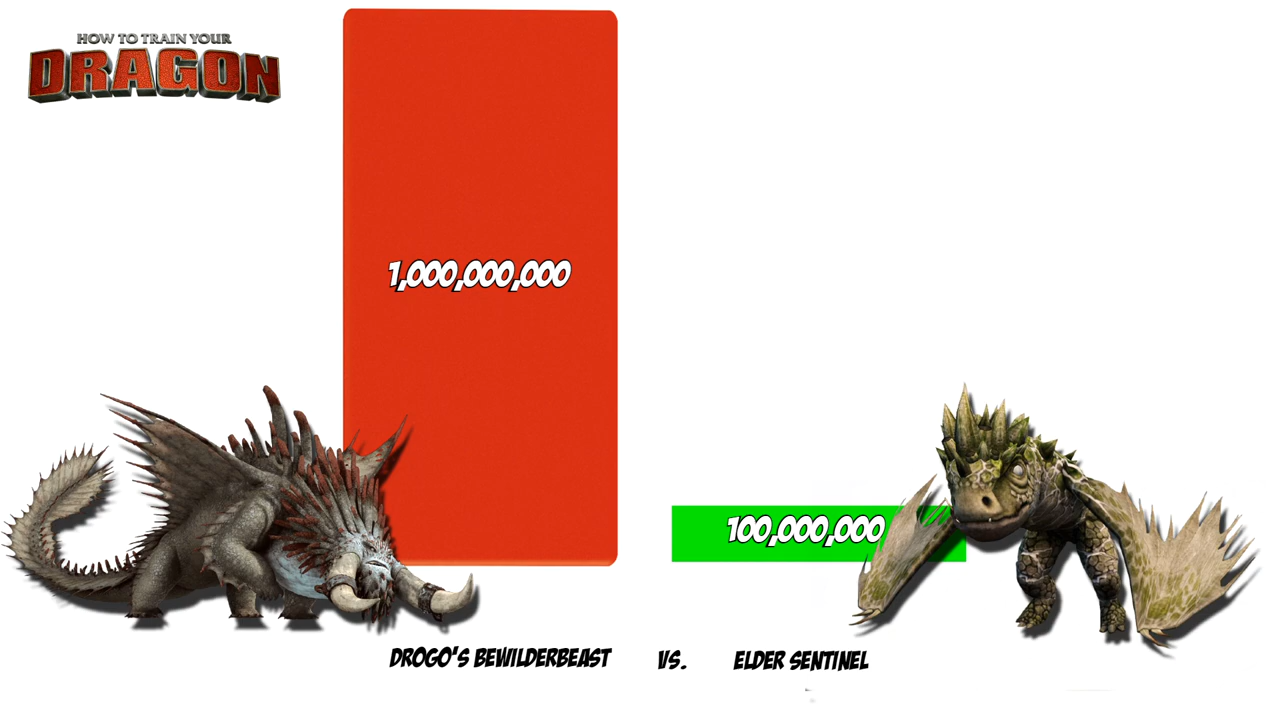 HOW TO TRAIN YOUR
DRAGON
1,000,000,000
100,000,000
DROGO'S BEWILDERBEAST VS. ELDER SENTINEL